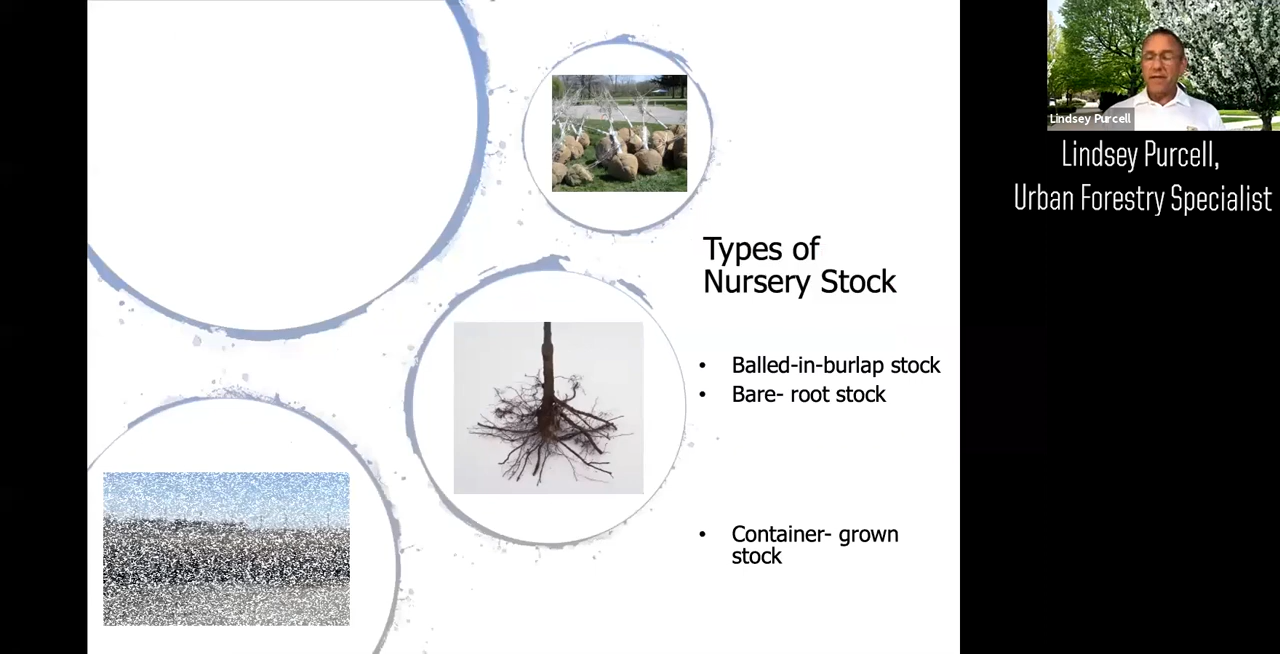 Types of
Nursery Stock
• Balled-in-burlap stock
• Bare- root stock
• Container- grown
stock
Lindsey Purcell
Lindsey Purcell,
Urban Forestry Specialist